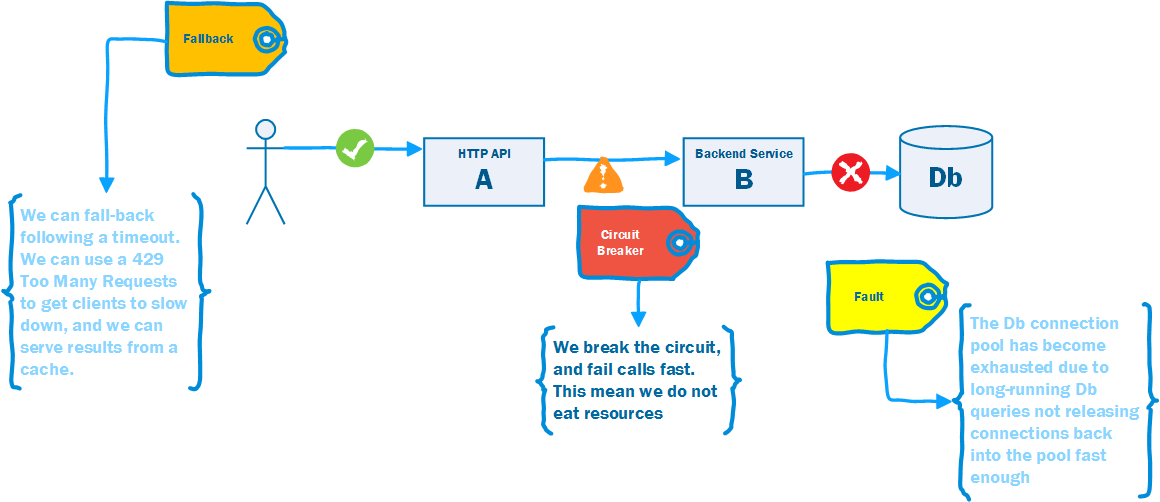 Fallback
HTTP API
A
Backend Service
B
Db
We can fall-back
following a timeout.
We can use a 429
Too Many Requests
to get clients to slow
down, and we can
serve results from a
cache.
Circuit
Breaker
Fault
We break the circuit,
and fail calls fast.
This mean we do not
eat resources
The Db connection
pool has become
exhausted due to
long-running Db
queries not releasing
connections back
into the pool fast
enough